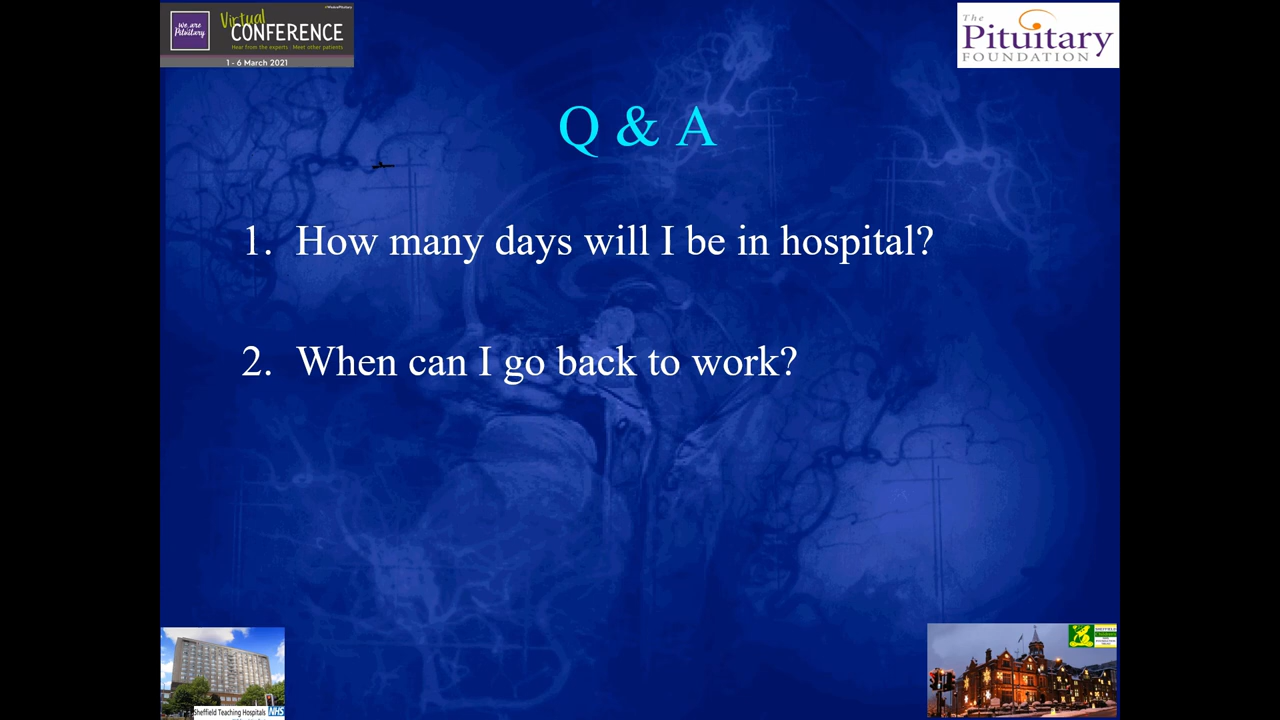 #WeArePituitary
we are
Pituitary
Virtual
CONFERENCE
Hear from the experts | Meet other patients
1 - 6 March 2021
The
Pituitary
FOUNDATION
Q & A
1. How many days will I be in hospital?
2. When can I go back to work?
Sheffield Teaching Hospitals NHS